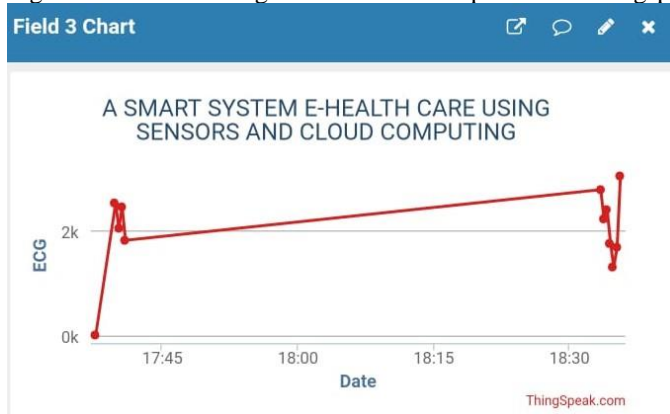 Field 3 Chart
A SMART SYSTEM E-HEALTH CARE USING
SENSORS AND CLOUD COMPUTING
ECG
2k
0k
17:45 18:00 18:15 18:30
Date
ThingSpeak.com